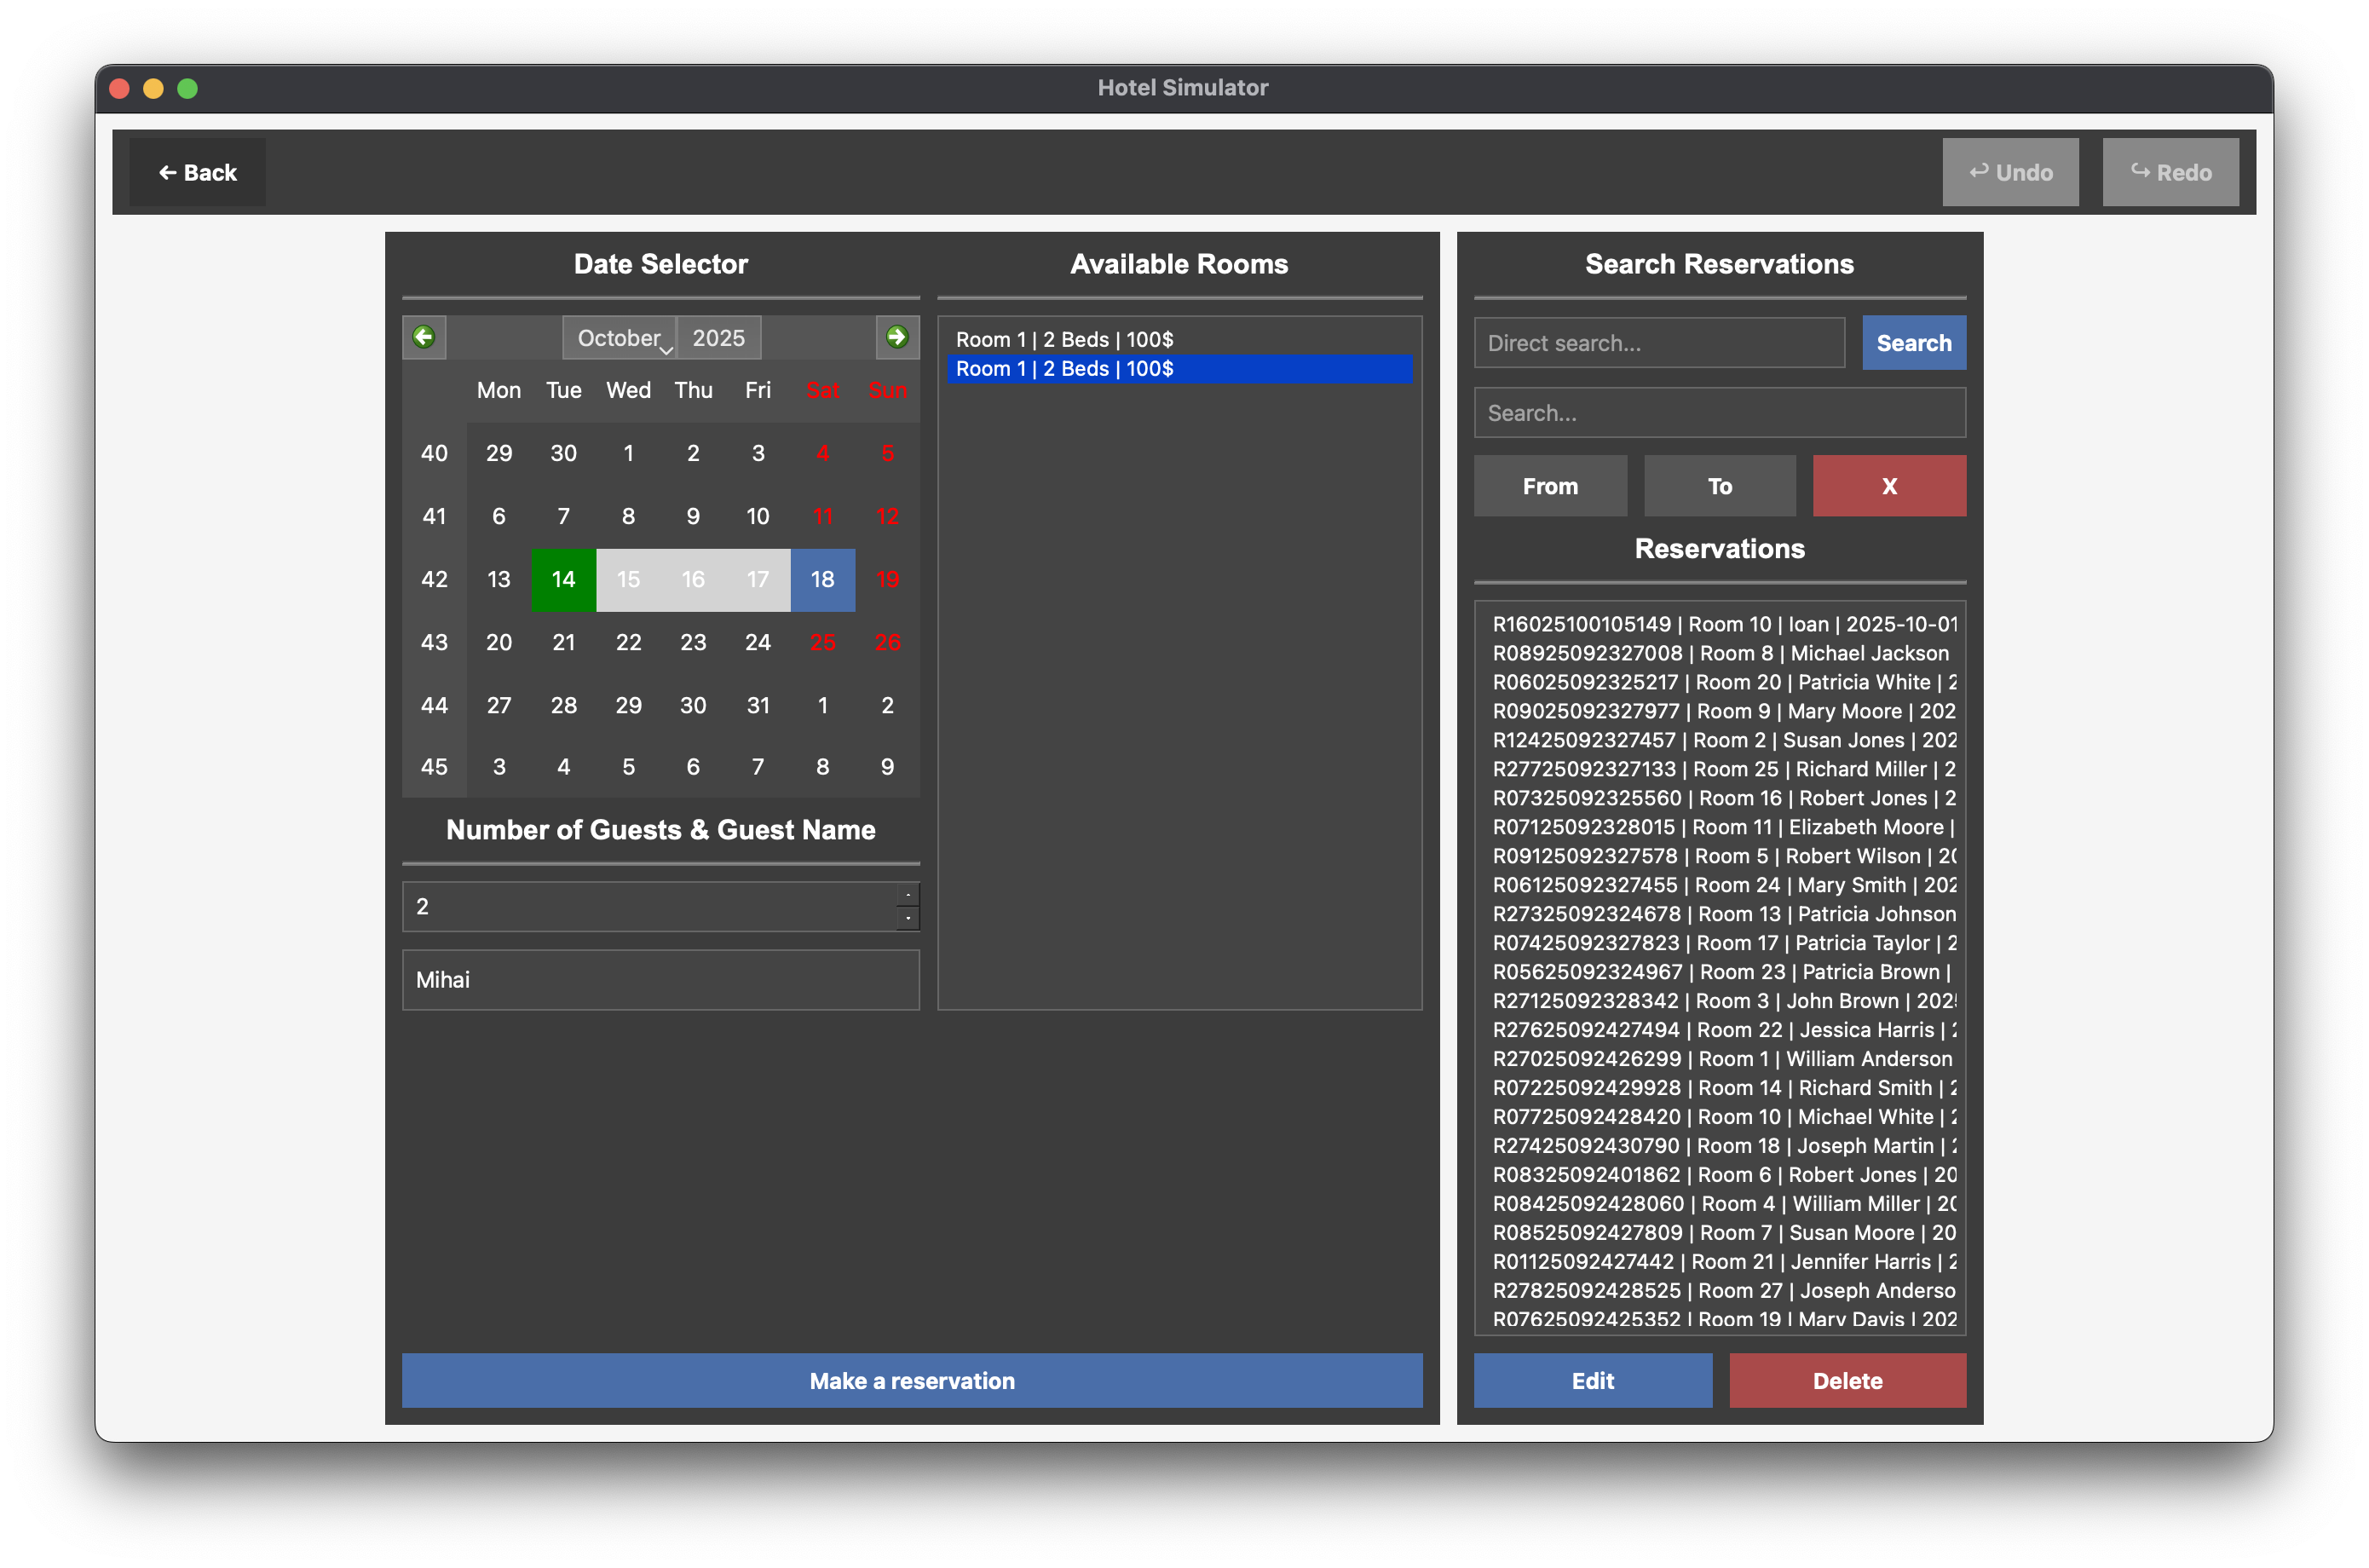 Hotel Simulator
← Back
↩ Undo
↪ Redo
Date Selector
October 2025
Mon Tue Wed Thu Fri Sat Sun
40 29 30 1 2 3 4 5
41 6 7 8 9 10 11 12
42 13 14 15 16 17 18 19
43 20 21 22 23 24 25 26
44 27 28 29 30 31 1 2
45 3 4 5 6 7 8 9
Number of Guests & Guest Name
2
Mihai
Available Rooms
Room 1 | 2 Beds | 100$
Room 1 | 2 Beds | 100$
Make a reservation
Search Reservations
Direct search...
Search
Search...
From
To
X
Reservations
R16025100105149 | Room 10 | Ioan | 2025-10-01
R08925092327008 | Room 8 | Michael Jackson
R06025092325217 | Room 20 | Patricia White | 2
R09025092327977 | Room 9 | Mary Moore | 202
R12425092327457 | Room 2 | Susan Jones | 202
R27725092327133 | Room 25 | Richard Miller | 2
R07325092325560 | Room 16 | Robert Jones | 2
R07125092328015 | Room 11 | Elizabeth Moore |
R09125092327578 | Room 5 | Robert Wilson | 20
R06125092327455 | Room 24 | Mary Smith | 202
R27325092324678 | Room 13 | Patricia Johnson
R07425092327823 | Room 17 | Patricia Taylor | 2
R05625092324967 | Room 23 | Patricia Brown |
R27125092328342 | Room 3 | John Brown | 2025
R27625092427494 | Room 22 | Jessica Harris | 2
R27025092426299 | Room 1 | William Anderson
R07225092429928 | Room 14 | Richard Smith | 2
R07725092428420 | Room 10 | Michael White | 2
R27425092430790 | Room 18 | Joseph Martin | 2
R08325092401862 | Room 6 | Robert Jones | 20
R08425092428060 | Room 4 | William Miller | 20
R08525092427809 | Room 7 | Susan Moore | 20
R01125092427442 | Room 21 | Jennifer Harris | 2
R27825092428525 | Room 27 | Joseph Anderso
R07625092425352 | Room 19 | Mary Davis | 202
Edit
Delete